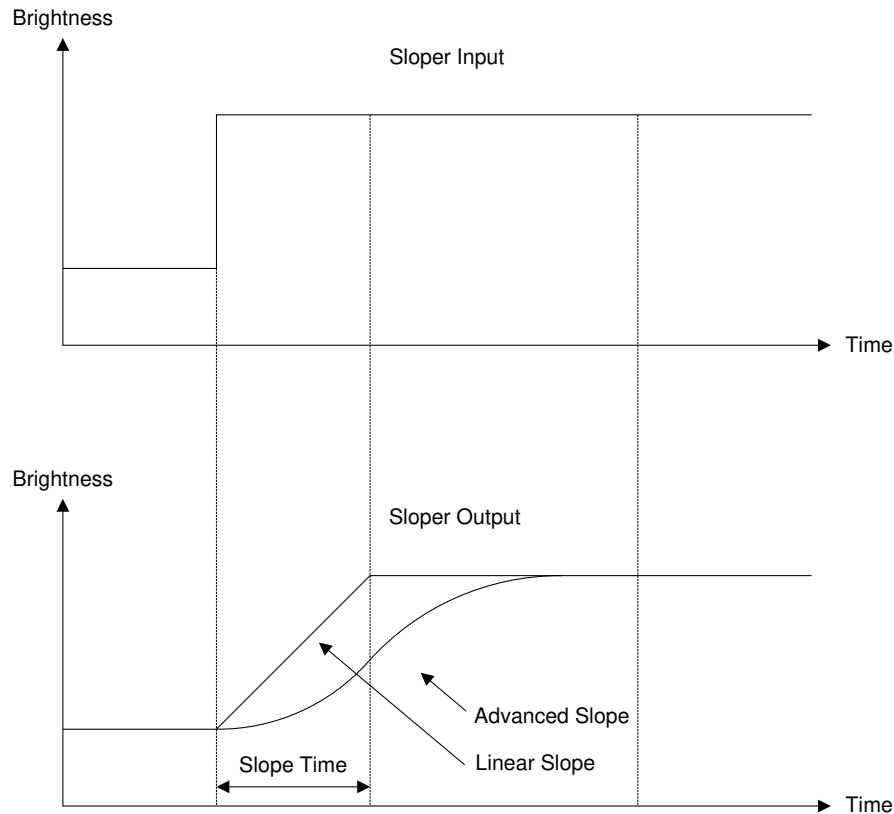 Brightness
Sloper Input
Time
Brightness
Sloper Output
Advanced Slope
Slope Time
Linear Slope
Time